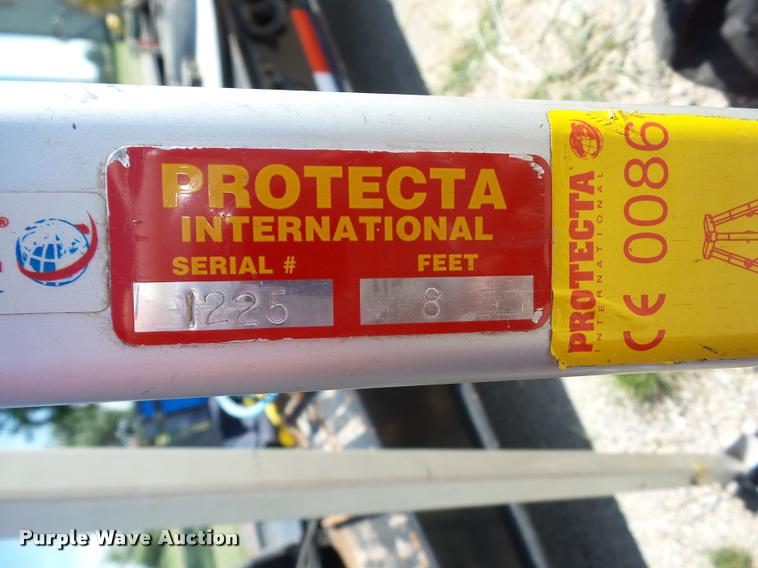 PROTECTA
INTERNATIONAL
SERIAL # FEET
1225 8
PROTECTA
INTERNATIONAL
CE 0086
®
Purple Wave Auction